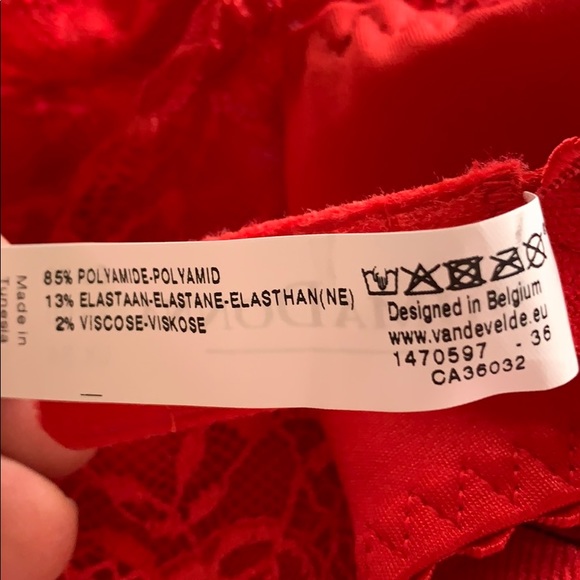 Made in
Tunesia
85% POLYAMIDE-POLYAMID
13% ELASTAAN-ELASTANE-ELASTHAN(NE)
2% VISCOSE-VISKOSE
Designed in Belgium
www.vandevelde.eu
1470597 - 36
CA36032